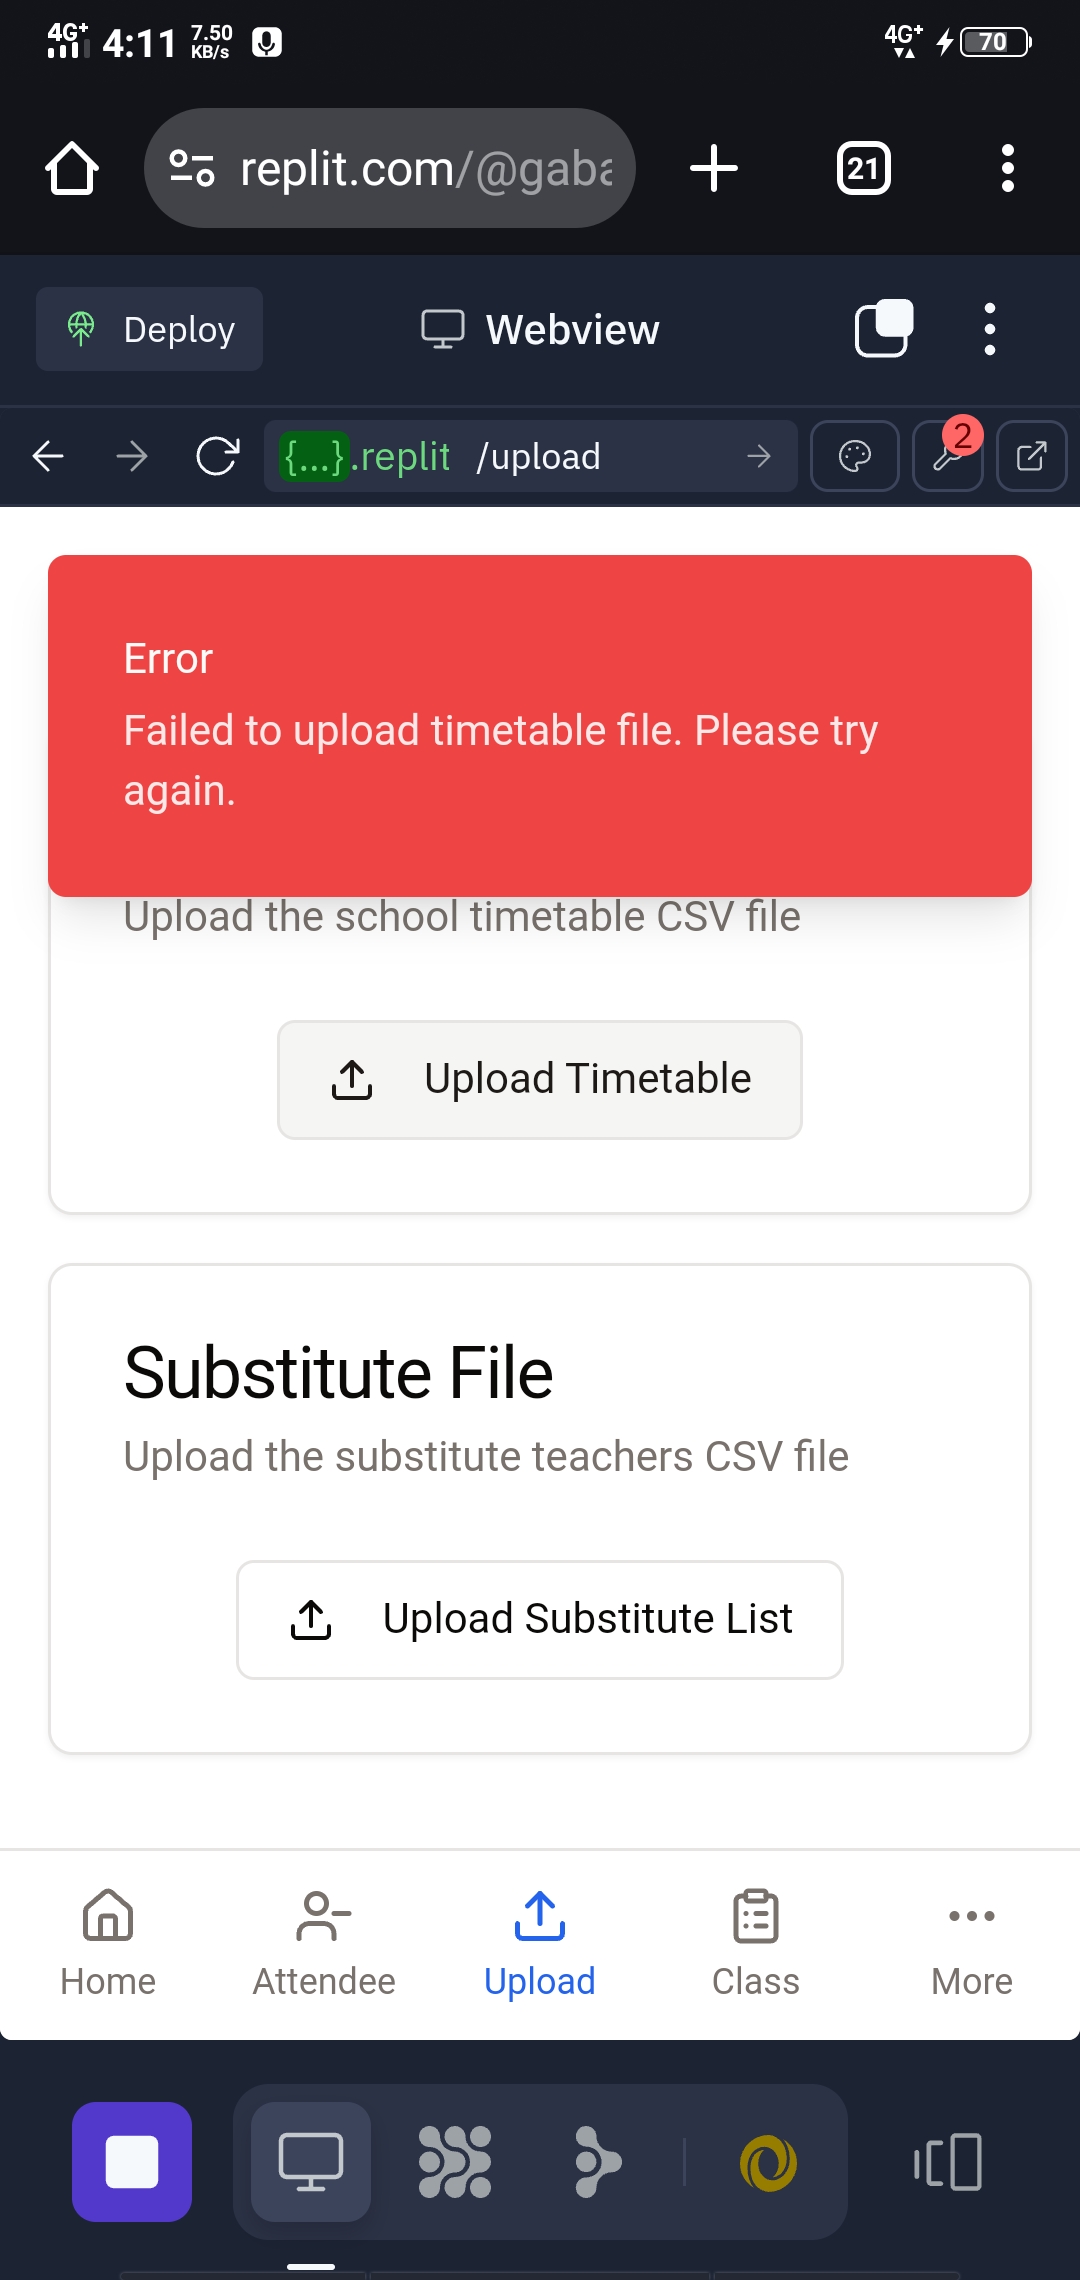 4G+ 4:11 7.50 KB/s 4G+ 70
replit.com/@gaba
21
Deploy Webview
{...}.replit /upload 2
Error
Failed to upload timetable file. Please try
again.
Upload the school timetable CSV file
Upload Timetable
Substitute File
Upload the substitute teachers CSV file
Upload Substitute List
Home Attendee Upload Class More